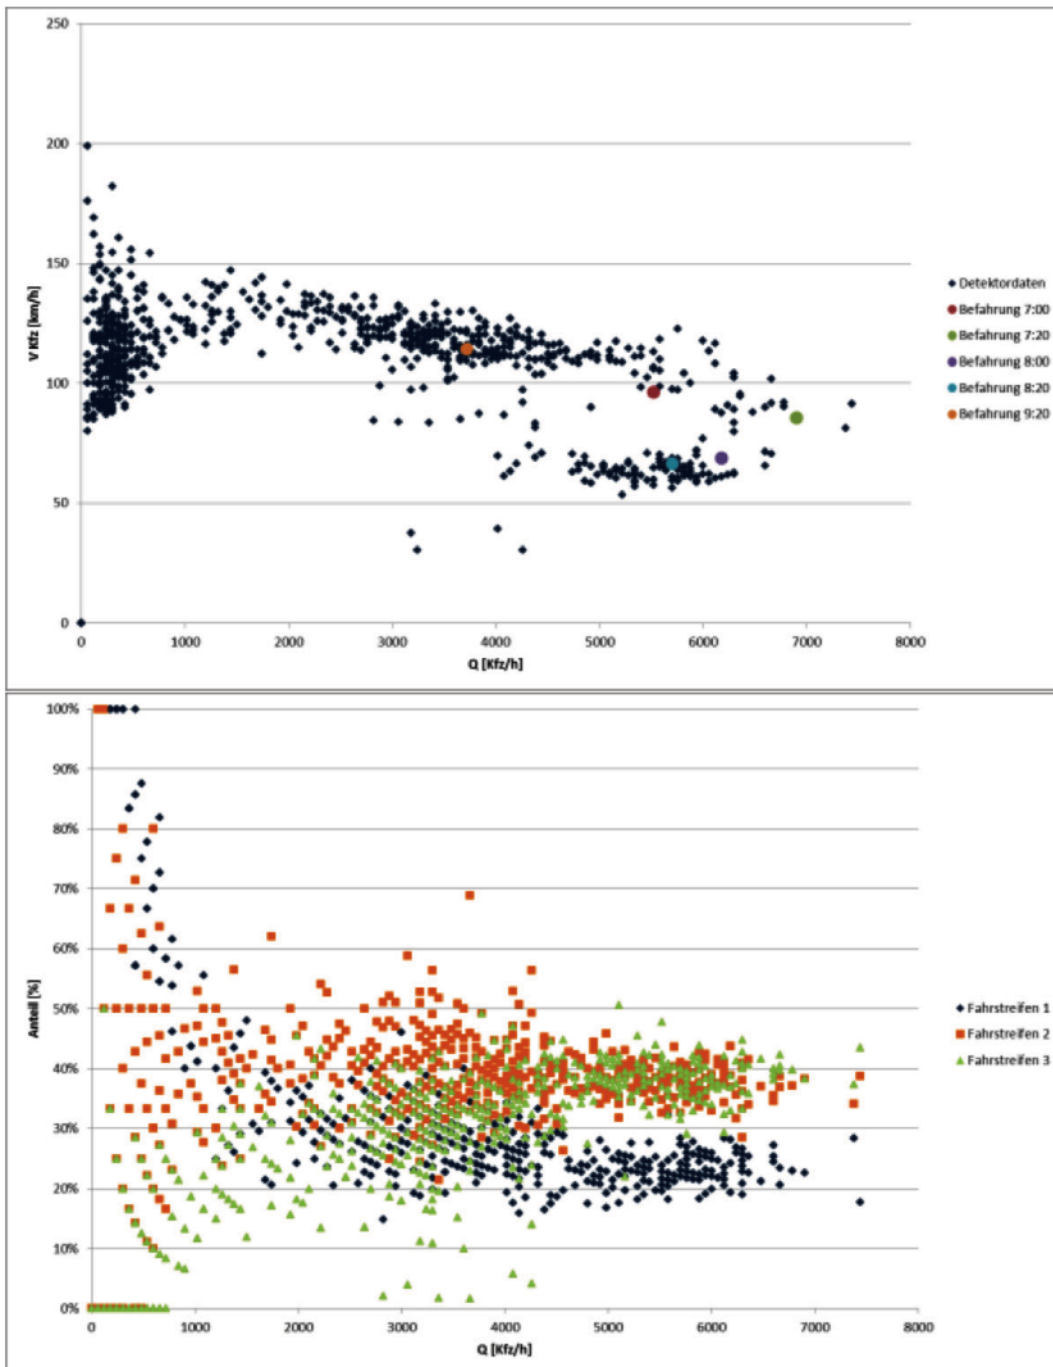 250
200
150
100
50
0
V Kfz [km/h]
0 1000 2000 3000 4000 5000 6000 7000 8000
Q [Kfz/h]
Detektordaten
Befahrung 7:00
Befahrung 7:20
Befahrung 8:00
Befahrung 8:20
Befahrung 9:20
100%
90%
80%
70%
60%
50%
40%
30%
20%
10%
0%
Anteil [%]
0 1000 2000 3000 4000 5000 6000 7000 8000
Q [Kfz/h]
Fahrstreifen 1
Fahrstreifen 2
Fahrstreifen 3